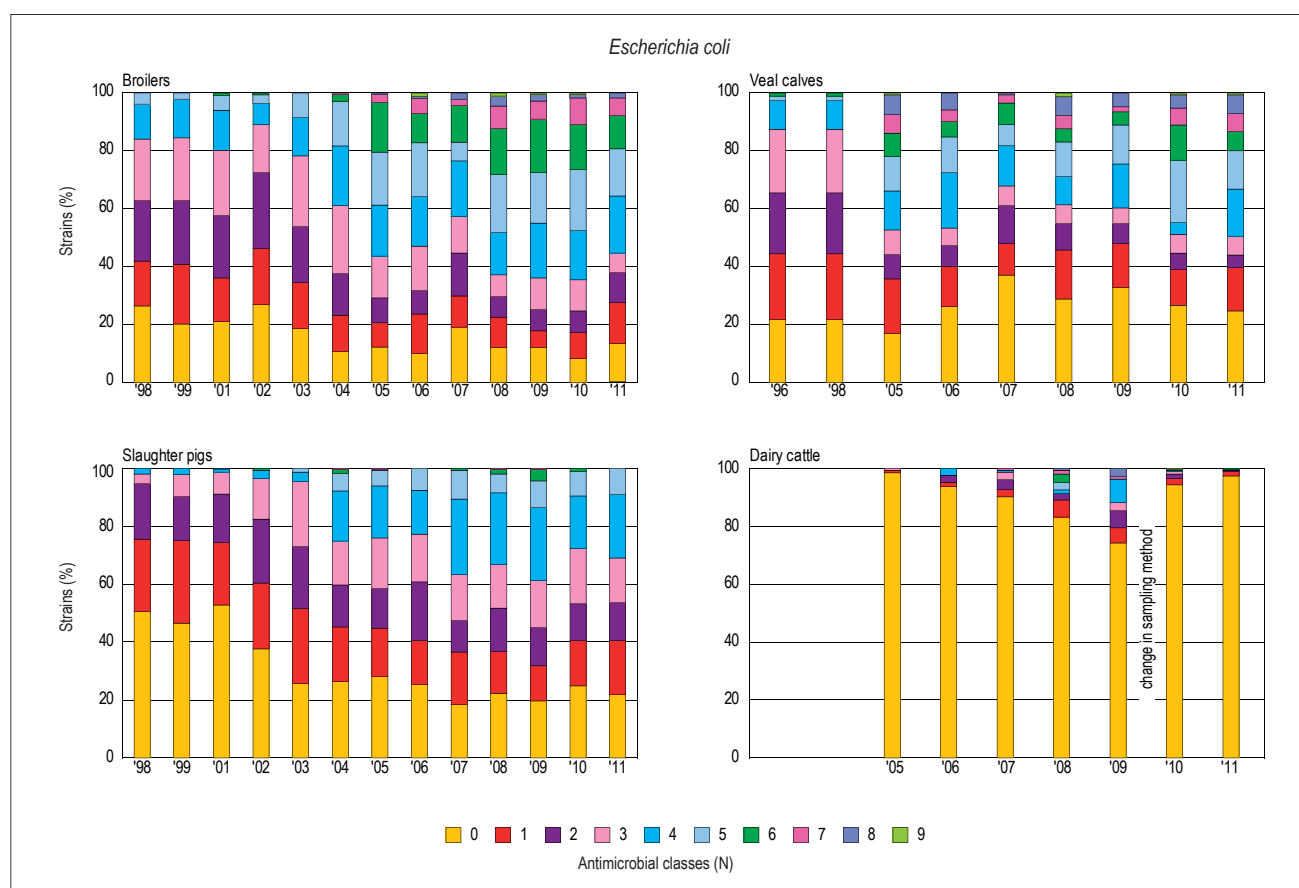 Escherichia coli
Broilers
Strains (%)
100
80
60
40
20
0
'98 '99 '01 '02 '03 '04 '05 '06 '07 '08 '09 '10 '11
Veal calves
100
80
60
40
20
0
'96 '98 '05 '06 '07 '08 '09 '10 '11
Slaughter pigs
Strains (%)
100
80
60
40
20
0
'98 '99 '01 '02 '03 '04 '05 '06 '07 '08 '09 '10 '11
Dairy cattle
100
80
60
40
20
0
change in sampling method
'05 '06 '07 '08 '09 '10 '11
0 1 2 3 4 5 6 7 8 9
Antimicrobial classes (N)